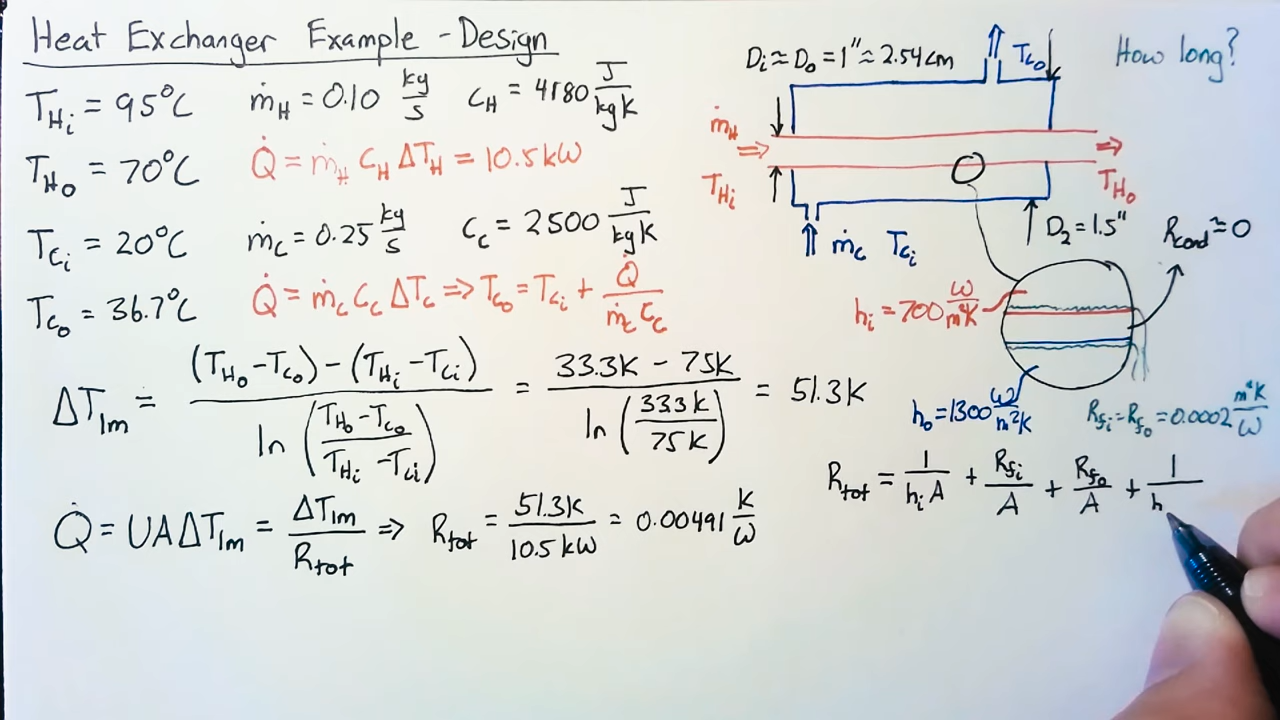 Heat Exchanger Example - Design
T_Hi = 95°C ṁ_H = 0.10 kg/s c_H = 4180 J/kgK
T_Ho = 70°C Q̇ = ṁ_H C_H ΔT_H = 10.5 kW
T_Ci = 20°C ṁ_C = 0.25 kg/s C_C = 2500 J/kgK
T_Co = 36.7°C Q̇ = ṁ_C C_C ΔT_C ⇒ T_Co = T_Ci + Q̇/(ṁ_C C_C)
ΔT_lm = ((T_Ho - T_Co) - (T_Hi - T_Ci)) / ln((T_Ho - T_Co)/(T_Hi - T_Ci)) = (33.3K - 75K) / ln(33.3K/75K) = 51.3K
Q̇ = UAΔT_lm = ΔT_lm/R_tot ⇒ R_tot = 51.3K/10.5kW = 0.00491 K/W
How long?
D_i ≈ D_o = 1" ≈ 2.54cm
T_Co
ṁ_H
T_Hi
T_Ho
ṁ_C T_Ci
D_2 = 1.5"
R_cond ≈ 0
h_i = 700 W/m²K
h_o = 1300 W/m²K
R_fi = R_fo = 0.0002 m²K/W
R_tot = 1/(h_i A) + R_fi/A + R_fo/A + 1/h